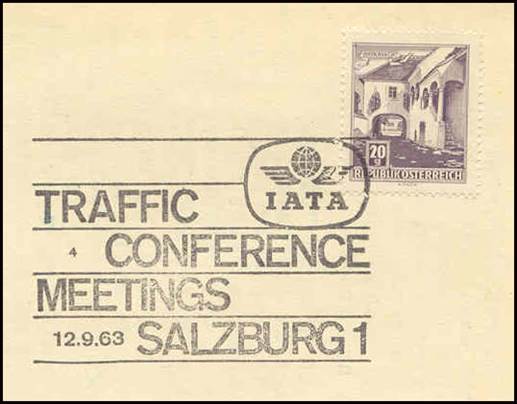 20 g
REPUBLIK ÖSTERREICH
IATA
TRAFFIC
4 CONFERENCE
MEETINGS
12.9.63 SALZBURG 1